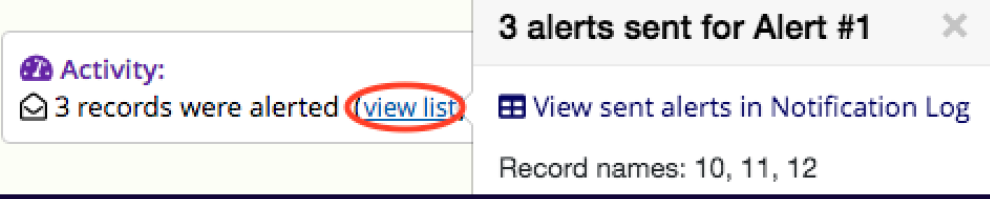 Activity:
3 records were alerted (view list)
3 alerts sent for Alert #1
×
View sent alerts in Notification Log
Record names: 10, 11, 12